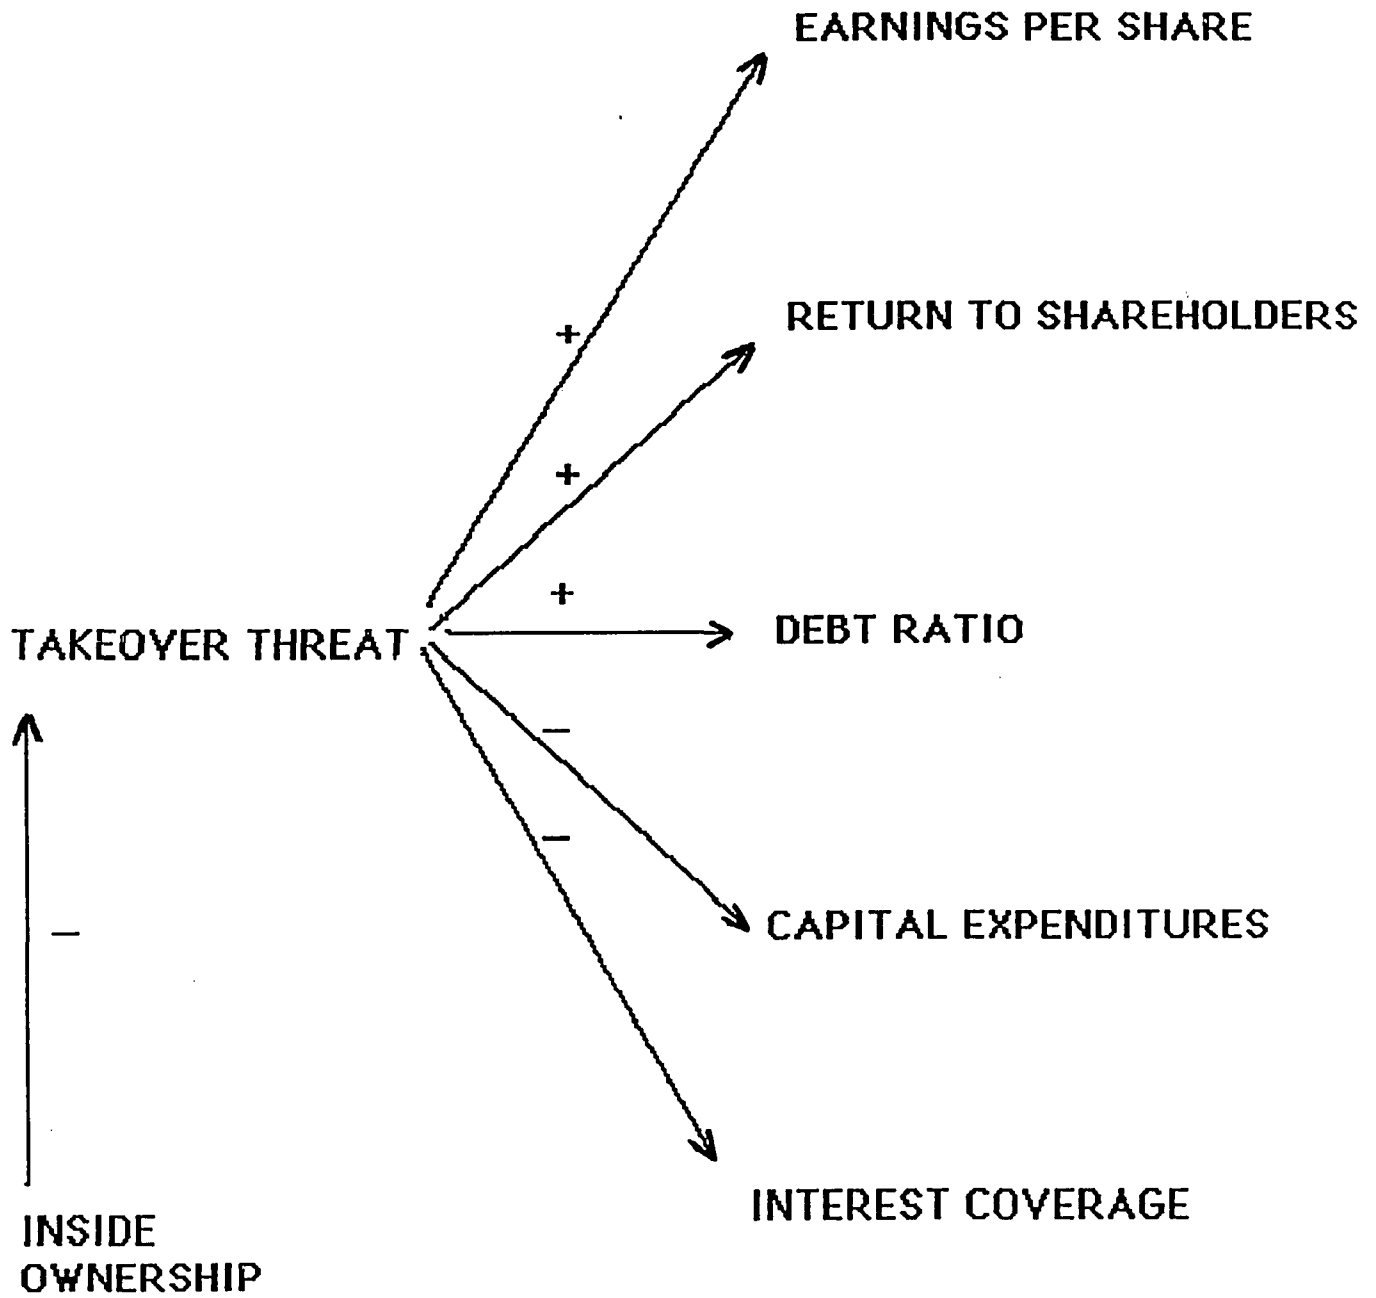 EARNINGS PER SHARE
+
RETURN TO SHAREHOLDERS
+
+
TAKEOVER THREAT
DEBT RATIO
−
−
CAPITAL EXPENDITURES
−
INTEREST COVERAGE
INSIDE
OWNERSHIP